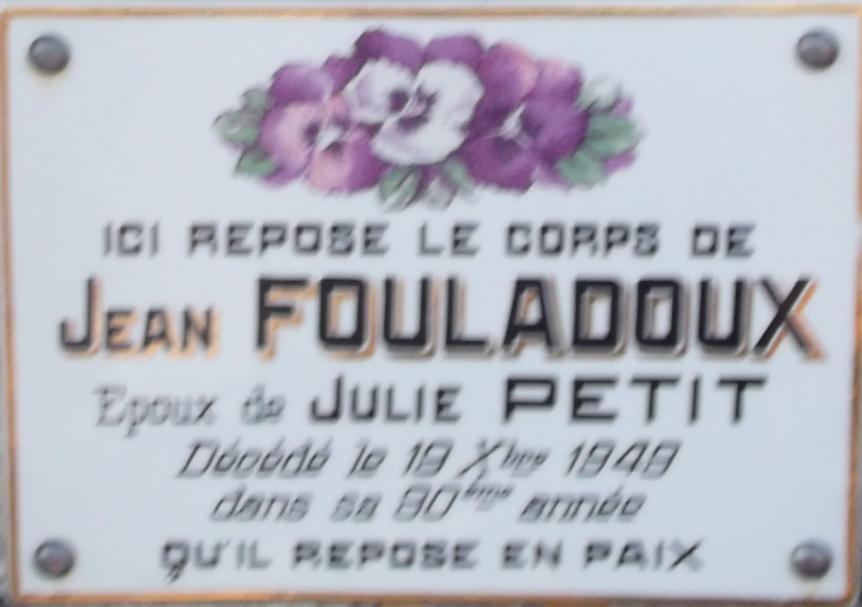 ICI REPOSE LE CORPS DE
JEAN FOULADOUX
Epoux de JULIE PETIT
Décédé le 19 Xbre 1949
dans sa 80ème année
QU'IL REPOSE EN PAIX